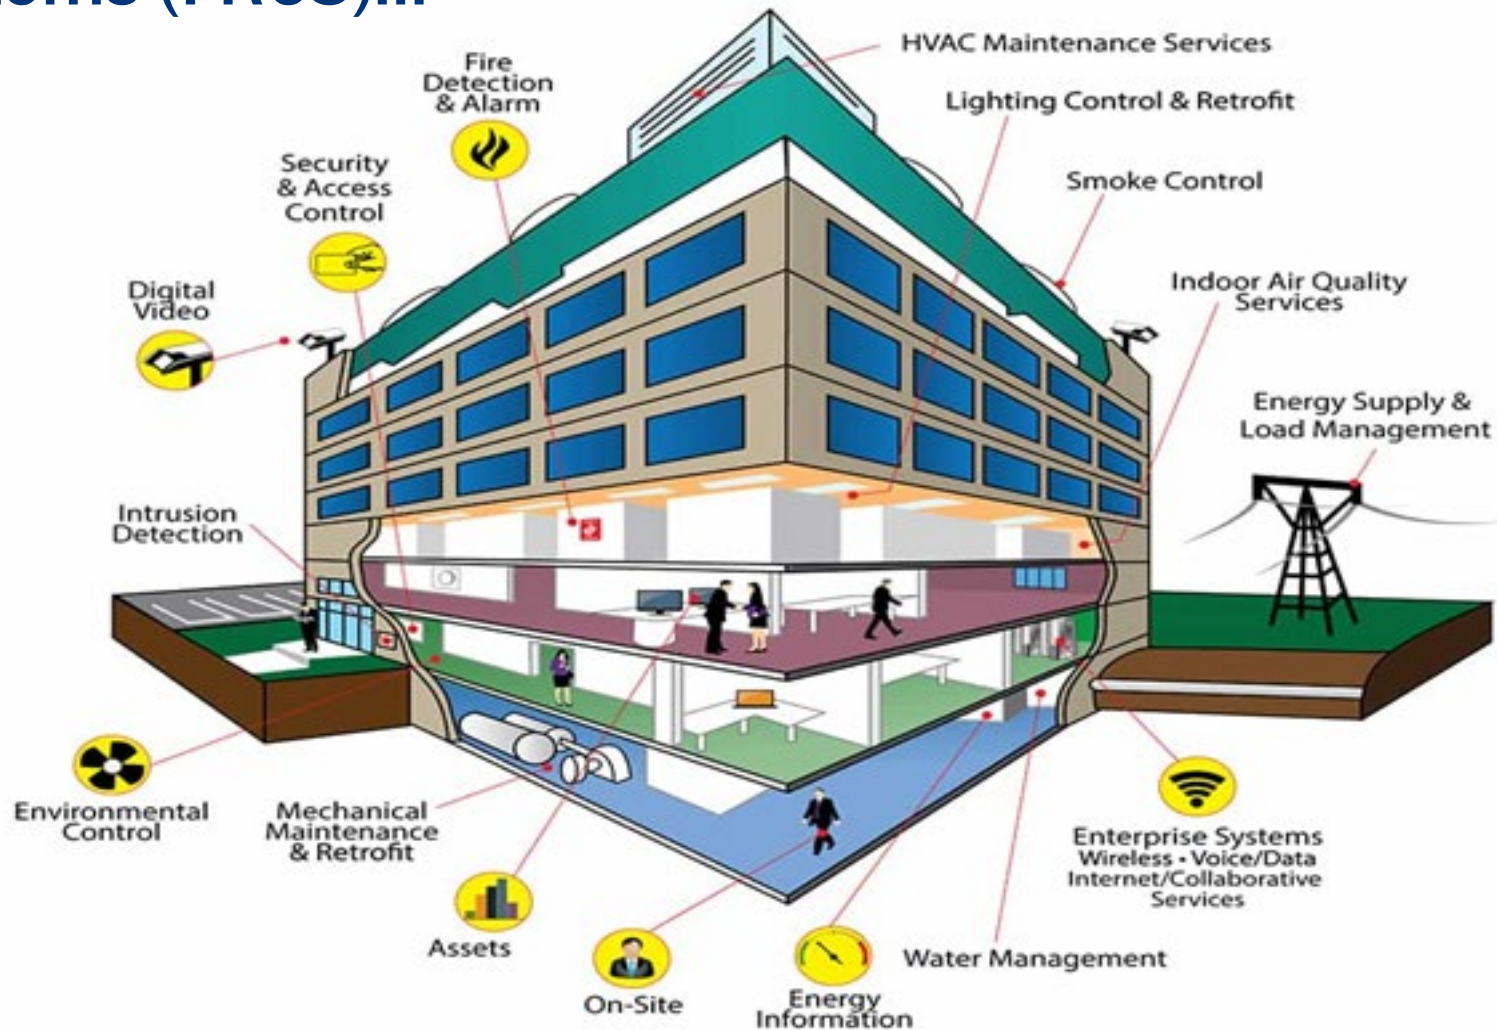 (FRCS)...
HVAC Maintenance Services
Fire
Detection
& Alarm
Lighting Control & Retrofit
Security
& Access
Control
Smoke Control
Digital
Video
Indoor Air Quality
Services
Energy Supply &
Load Management
Intrusion
Detection
Environmental
Control
Mechanical
Maintenance
& Retrofit
Enterprise Systems
Wireless - Voice/Data
Internet/Collaborative
Services
Assets
On-Site
Energy
Information
Water Management